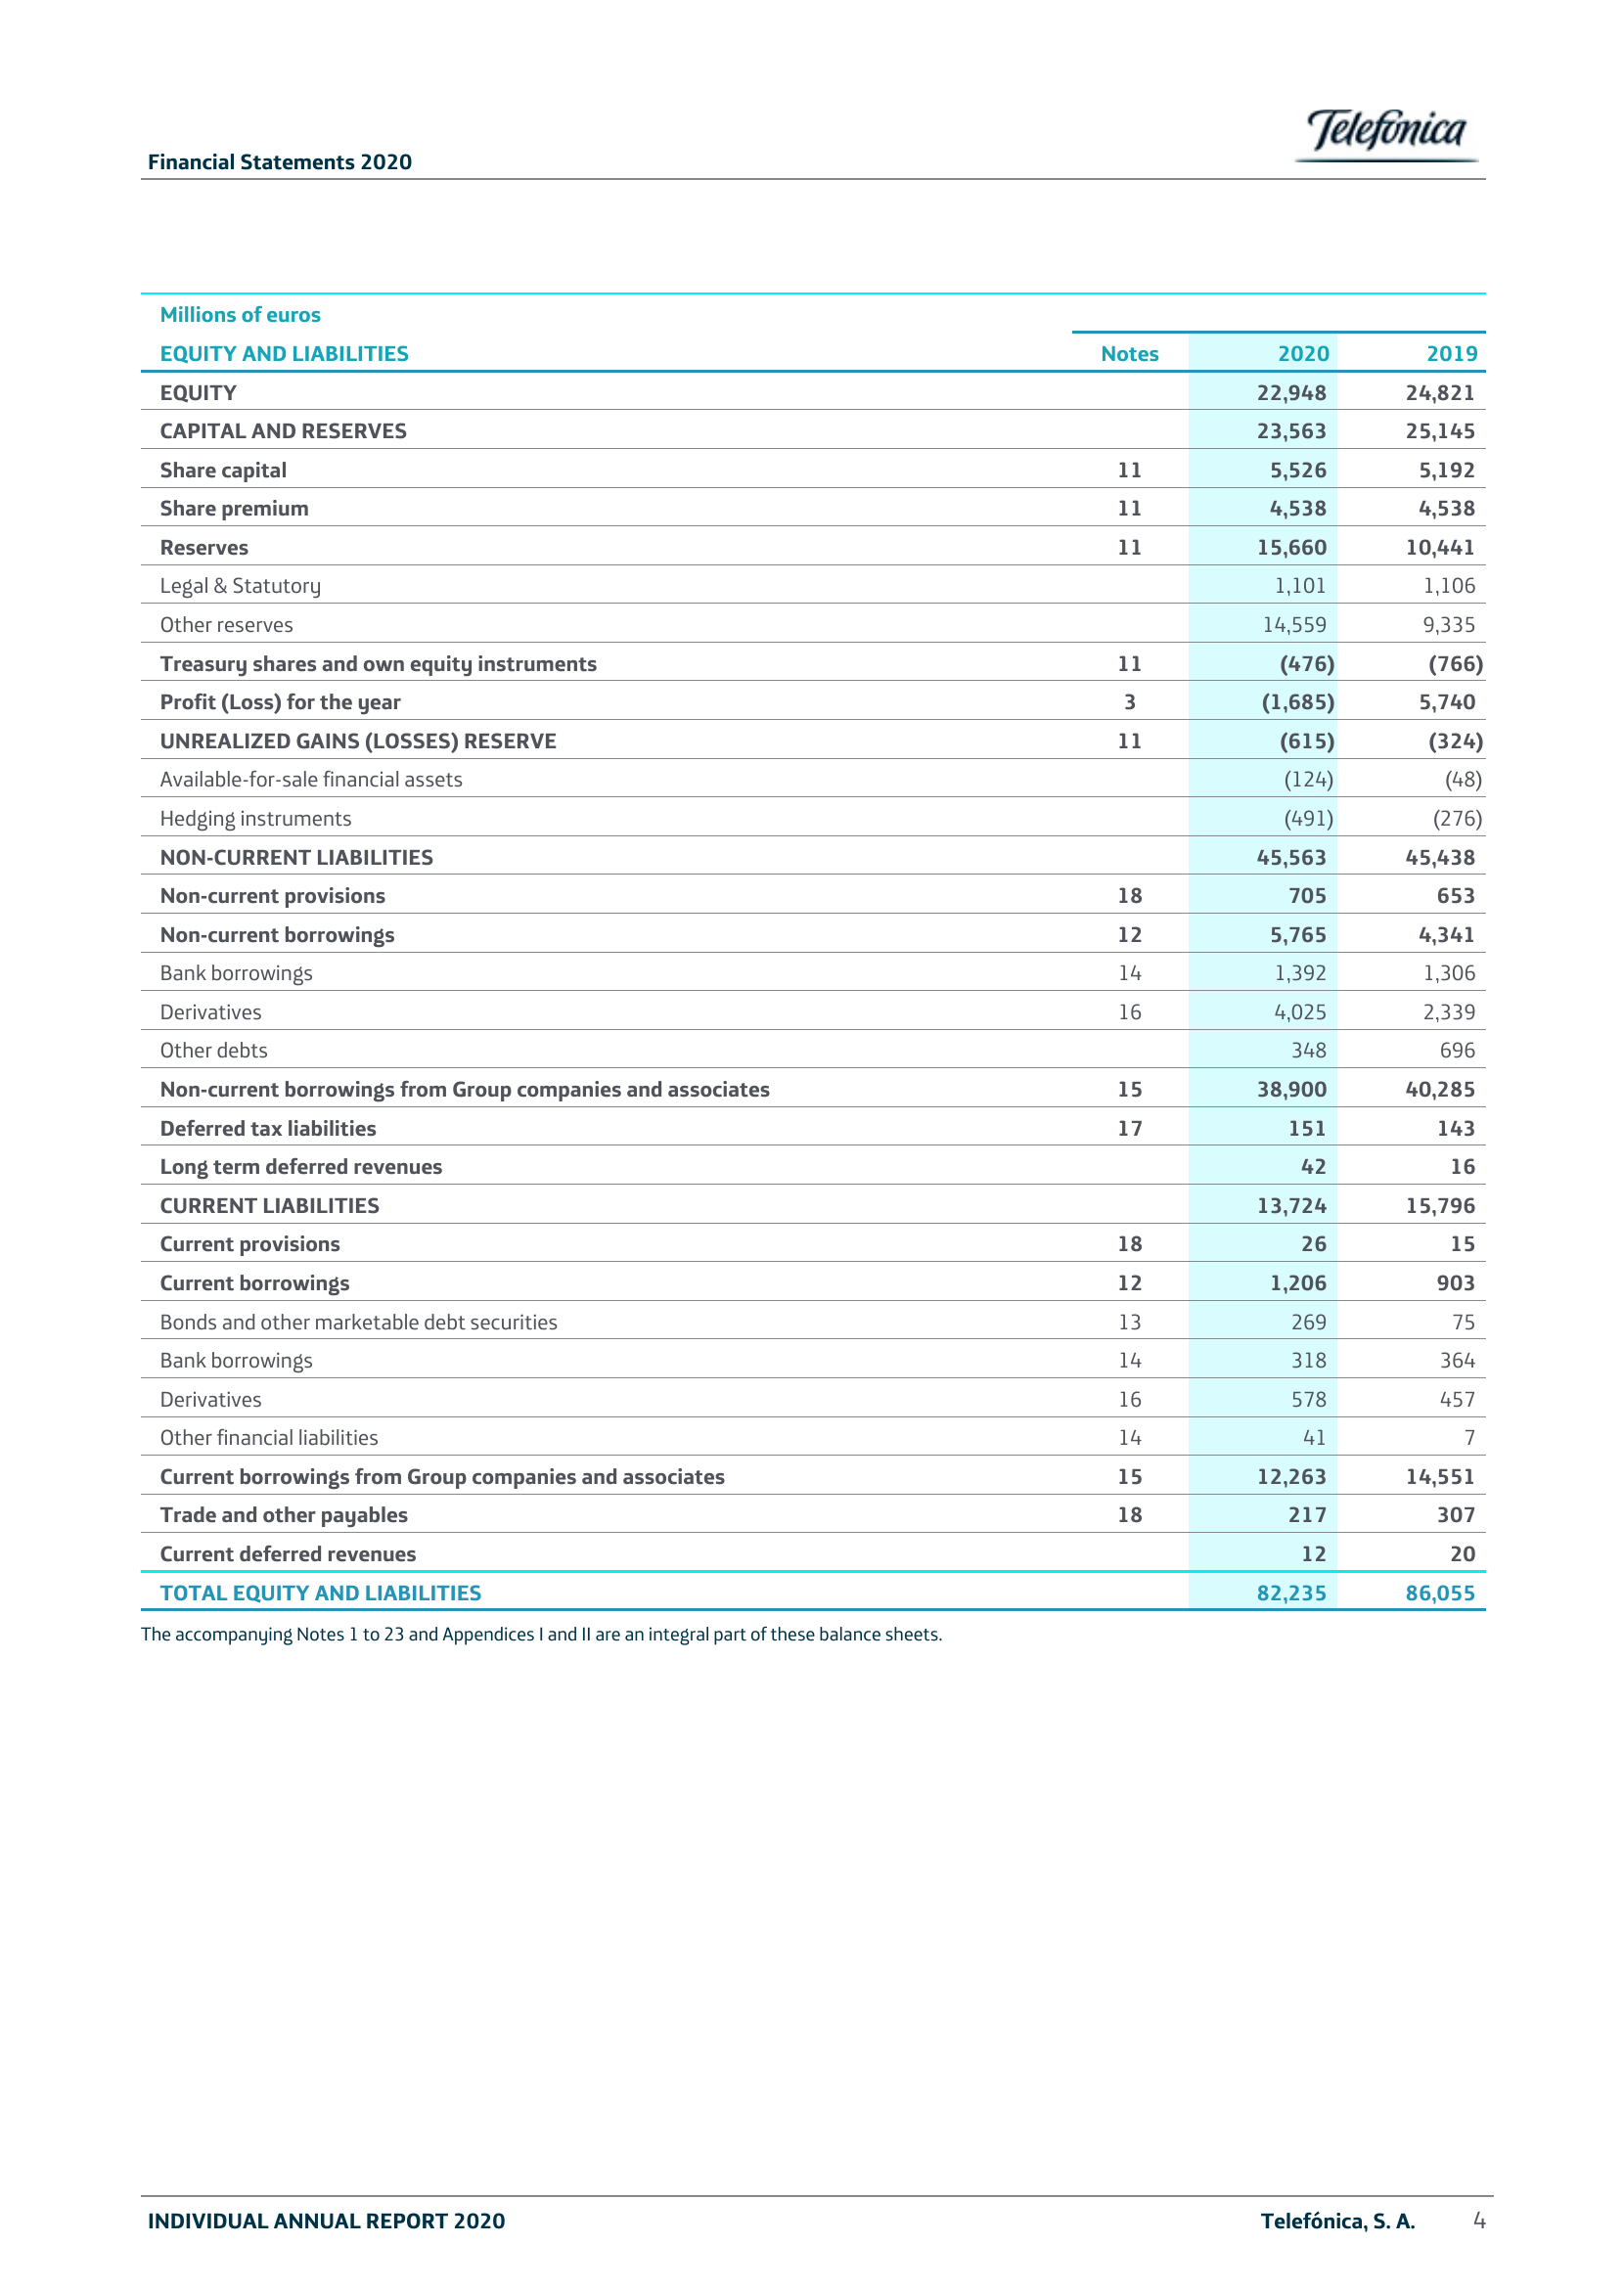 Telefónica
Financial Statements 2020
Millions of euros
EQUITY AND LIABILITIES Notes 2020 2019
EQUITY 22,948 24,821
CAPITAL AND RESERVES 23,563 25,145
Share capital 11 5,526 5,192
Share premium 11 4,538 4,538
Reserves 11 15,660 10,441
Legal & Statutory 1,101 1,106
Other reserves 14,559 9,335
Treasury shares and own equity instruments 11 (476) (766)
Profit (Loss) for the year 3 (1,685) 5,740
UNREALIZED GAINS (LOSSES) RESERVE 11 (615) (324)
Available-for-sale financial assets (124) (48)
Hedging instruments (491) (276)
NON-CURRENT LIABILITIES 45,563 45,438
Non-current provisions 18 705 653
Non-current borrowings 12 5,765 4,341
Bank borrowings 14 1,392 1,306
Derivatives 16 4,025 2,339
Other debts 348 696
Non-current borrowings from Group companies and associates 15 38,900 40,285
Deferred tax liabilities 17 151 143
Long term deferred revenues 42 16
CURRENT LIABILITIES 13,724 15,796
Current provisions 18 26 15
Current borrowings 12 1,206 903
Bonds and other marketable debt securities 13 269 75
Bank borrowings 14 318 364
Derivatives 16 578 457
Other financial liabilities 14 41 7
Current borrowings from Group companies and associates 15 12,263 14,551
Trade and other payables 18 217 307
Current deferred revenues 12 20
TOTAL EQUITY AND LIABILITIES 82,235 86,055
The accompanying Notes 1 to 23 and Appendices I and II are an integral part of these balance sheets.
INDIVIDUAL ANNUAL REPORT 2020 Telefónica, S. A. 4